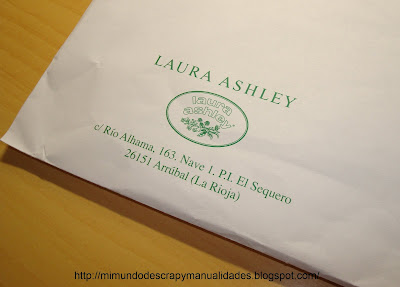 LAURA ASHLEY
laura
ashley
c/ Río Alhama, 163. Nave 1. P.I. El Sequero
26151 Arrúbal (La Rioja)
http://mimundodescrapymanualidades.blogspot.com/